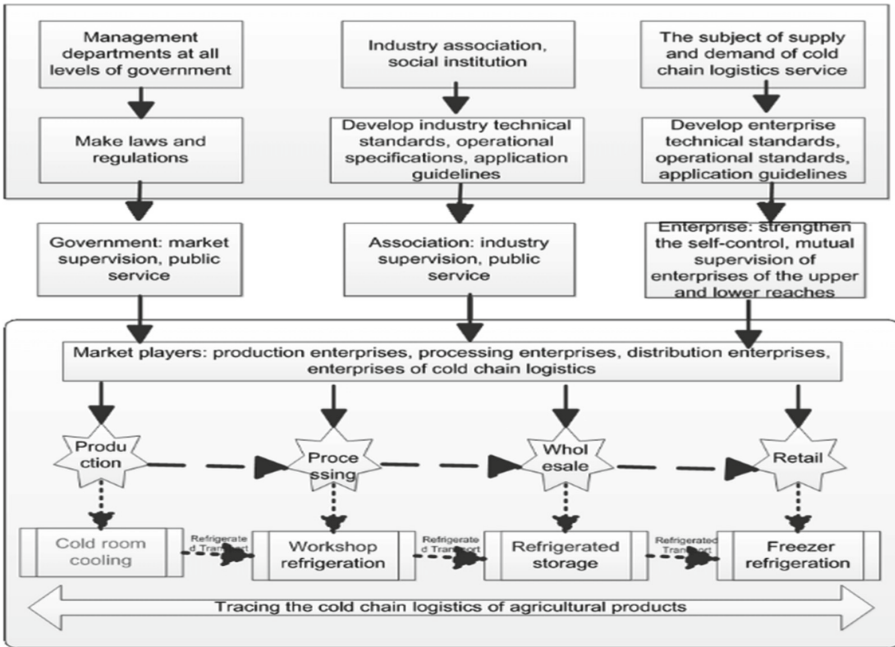 Management
departments at all
levels of government
Industry association,
social institution
The subject of supply
and demand of cold
chain logistics service
Make laws and
regulations
Develop industry technical
standards, operational
specifications, application
guidelines
Develop enterprise
technical standards,
operational standards,
application guidelines
Government: market
supervision, public
service
Association: industry
supervision, public
service
Enterprise: strengthen
the self-control, mutual
supervision of
enterprises of the upper
and lower reaches
Market players: production enterprises, processing enterprises, distribution enterprises,
enterprises of cold chain logistics
Produ
ction
Proce
ssing
Whol
esale
Retail
Cold room
cooling
Refrigerate
d Transport
Workshop
refrigeration
Refrigerate
d Transport
Refrigerated
storage
Refrigerated
Transport
Freezer
refrigeration
Tracing the cold chain logistics of agricultural products